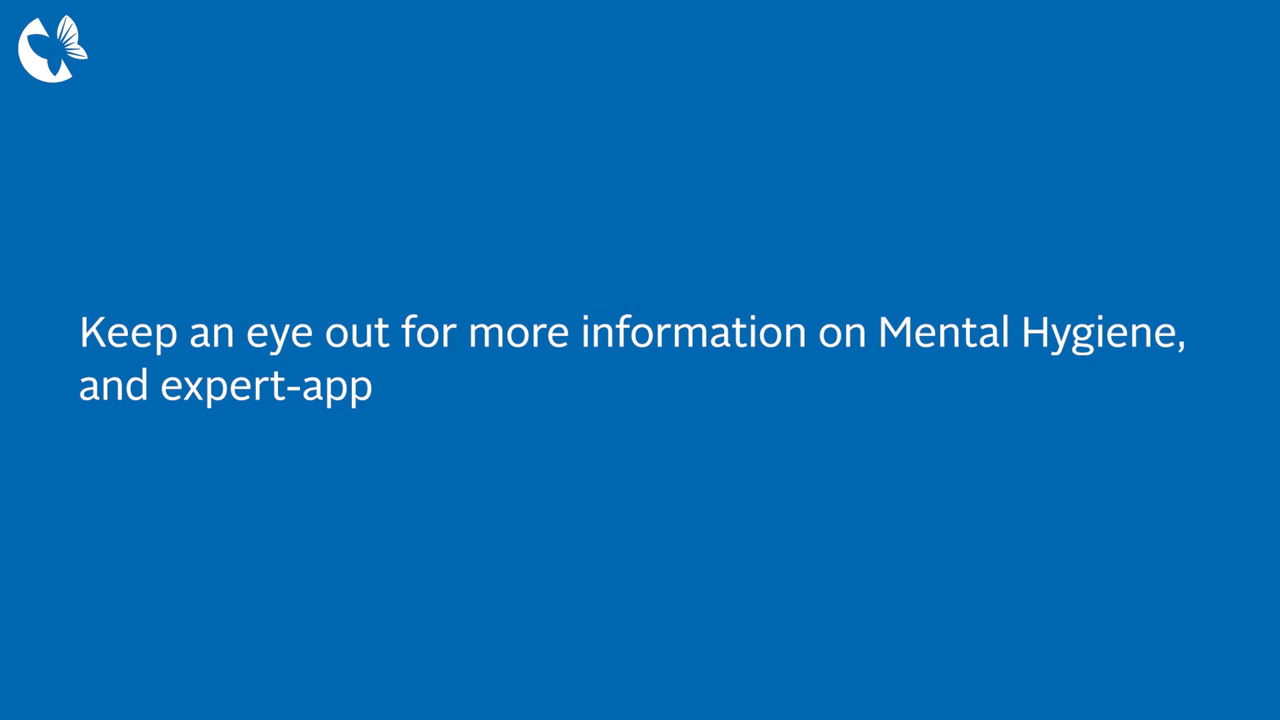 Keep an eye out for more information on Mental Hygiene,
and expert-app